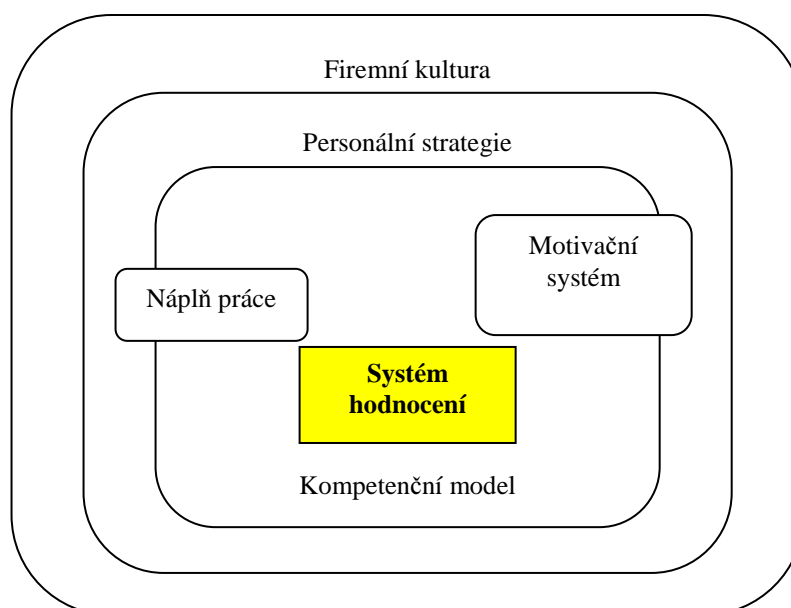 Firemní kultura
Personální strategie
Motivační
systém
Náplň práce
Systém
hodnocení
Kompetenční model